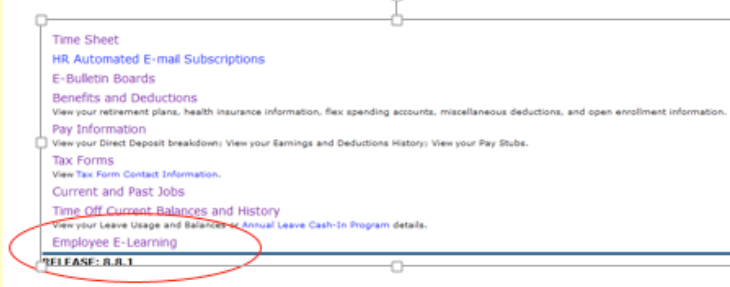 Time Sheet
HR Automated E-mail Subscriptions
E-Bulletin Boards
Benefits and Deductions
View your retirement plans, health insurance information, flex spending accounts, miscellaneous deductions, and open enrollment information.
Pay Information
View your Direct Deposit breakdown; View your Earnings and Deductions History; View your Pay Stubs.
Tax Forms
View Tax Form Contact Information.
Current and Past Jobs
Time Off Current Balances and History
View your Leave Usage and Balances or Annual Leave Cash-In Program details.
Employee E-Learning
RELEASE: 8.8.1